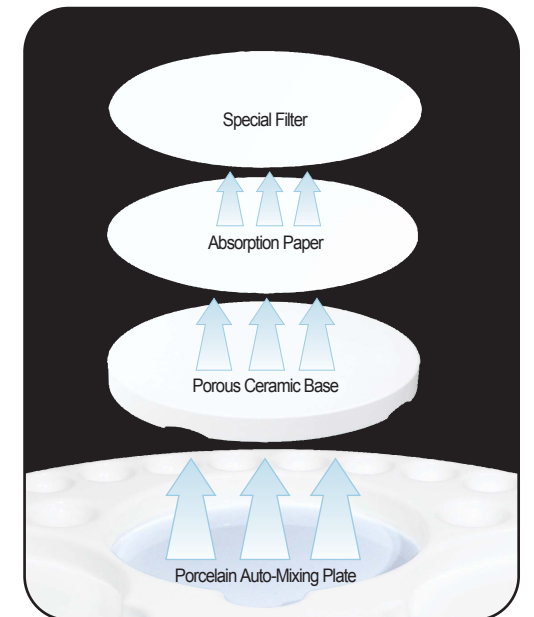 Special Filter
Absorption Paper
Porous Ceramic Base
Porcelain Auto-Mixing Plate